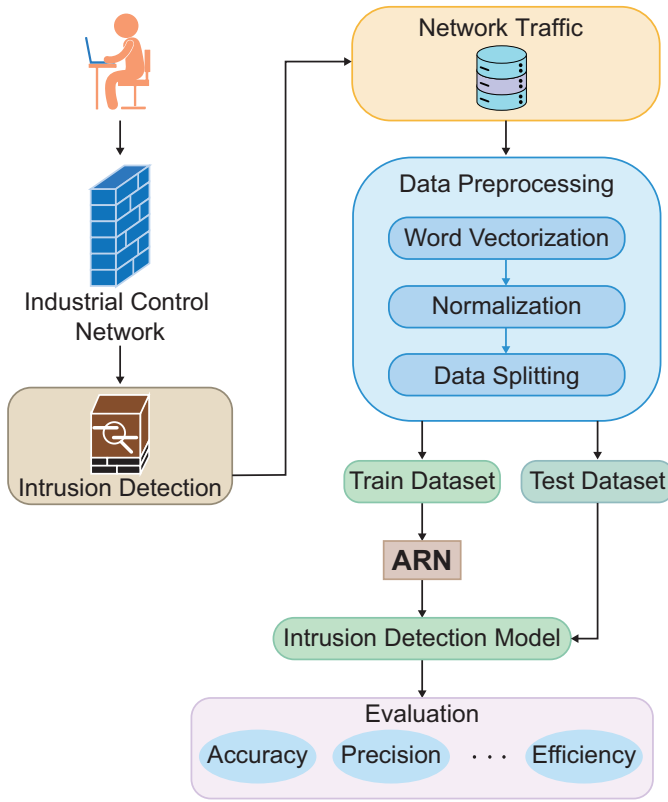 Network Traffic
Data Preprocessing
Word Vectorization
Normalization
Data Splitting
Industrial Control
Network
Intrusion Detection
Train Dataset
Test Dataset
ARN
Intrusion Detection Model
Evaluation
Accuracy
Precision
. . .
Efficiency